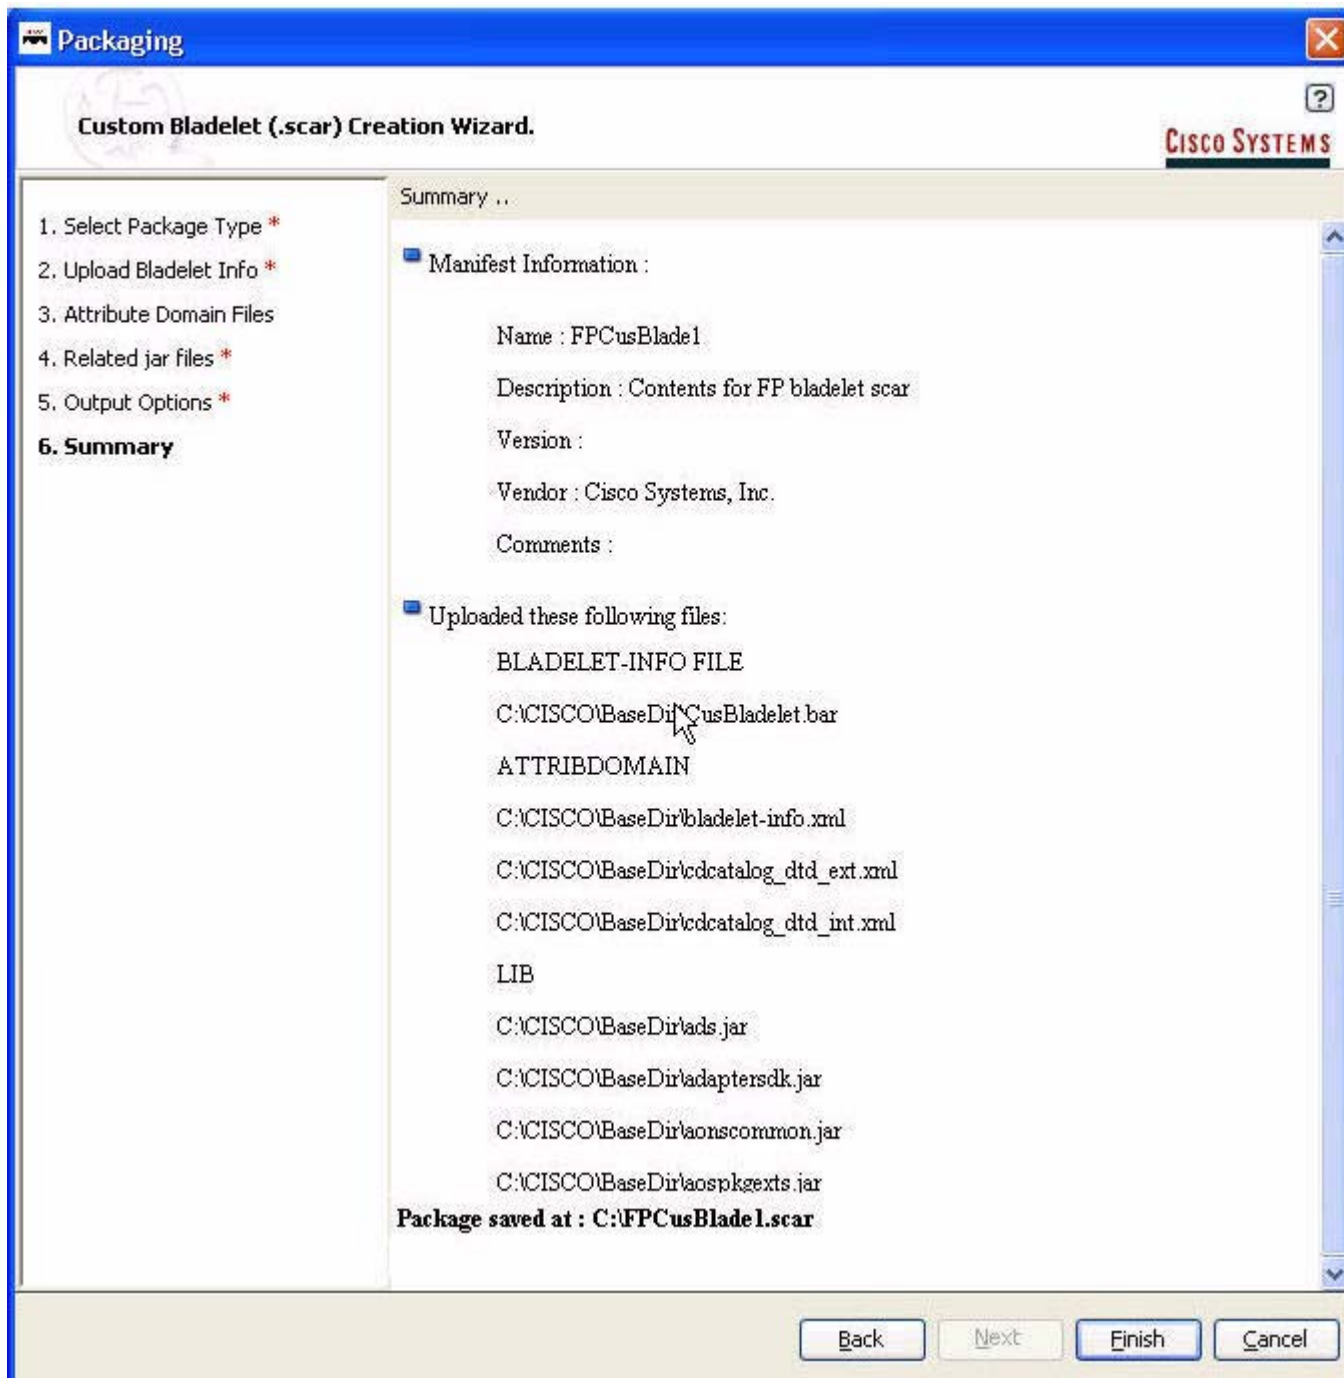 Packaging
Custom Bladelet (.scar) Creation Wizard.
?
CISCO SYSTEMS
1. Select Package Type *
2. Upload Bladelet Info *
3. Attribute Domain Files
4. Related jar files *
5. Output Options *
6. Summary
Summary ..
Manifest Information :
Name : FPCusBlade1
Description : Contents for FP bladelet scar
Version :
Vendor : Cisco Systems, Inc.
Comments :
Uploaded these following files:
BLADELET-INFO FILE
C:\CISCO\BaseDir\CusBladelet.bar
ATTRIBDOMAIN
C:\CISCO\BaseDir\bladelet-info.xml
C:\CISCO\BaseDir\cdcatalog_dtd_ext.xml
C:\CISCO\BaseDir\cdcatalog_dtd_int.xml
LIB
C:\CISCO\BaseDir\ads.jar
C:\CISCO\BaseDir\adaptersdk.jar
C:\CISCO\BaseDir\aonscommon.jar
C:\CISCO\BaseDir\aospkgexts.jar
Package saved at : C:\FPCusBlade1.scar
Back Next Finish Cancel